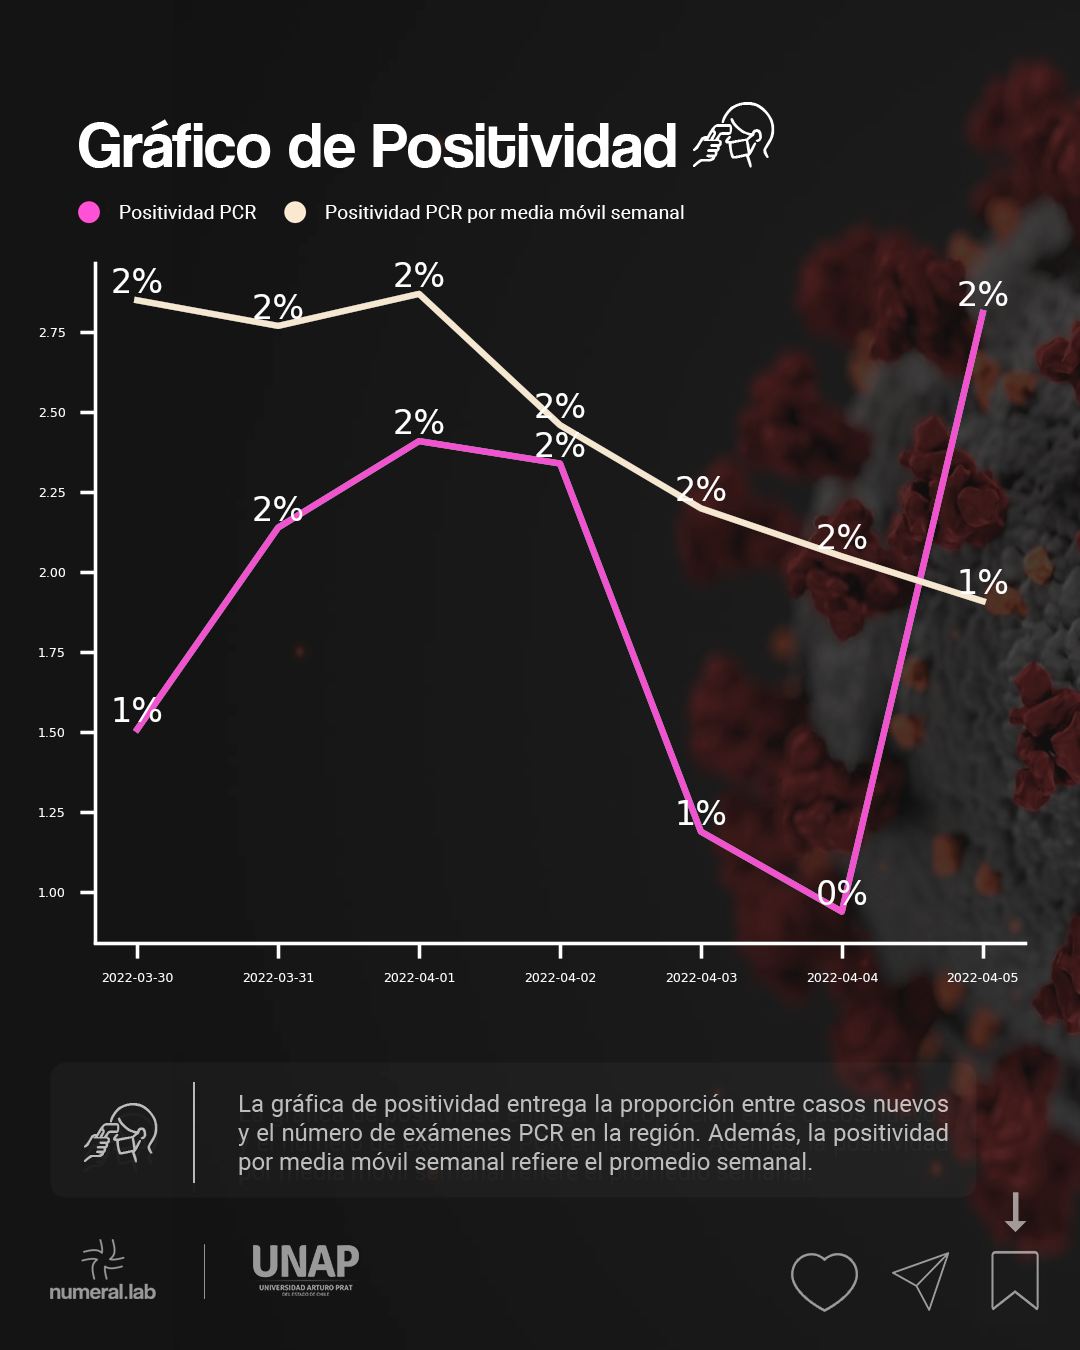 Gráfico de Positividad
Positividad PCR
Positividad PCR por media móvil semanal
2% 2% 2% 2% 2% 2% 1%
1% 2% 2% 2% 1% 0% 2%
2.75
2.50
2.25
2.00
1.75
1.50
1.25
1.00
2022-03-30 2022-03-31 2022-04-01 2022-04-02 2022-04-03 2022-04-04 2022-04-05
La gráfica de positividad entrega la proporción entre casos nuevos
y el número de exámenes PCR en la región. Además, la positividad
por media móvil semanal refiere el promedio semanal.
numeral.lab
UNAP
UNIVERSIDAD ARTURO PRAT
DEL ESTADO DE CHILE